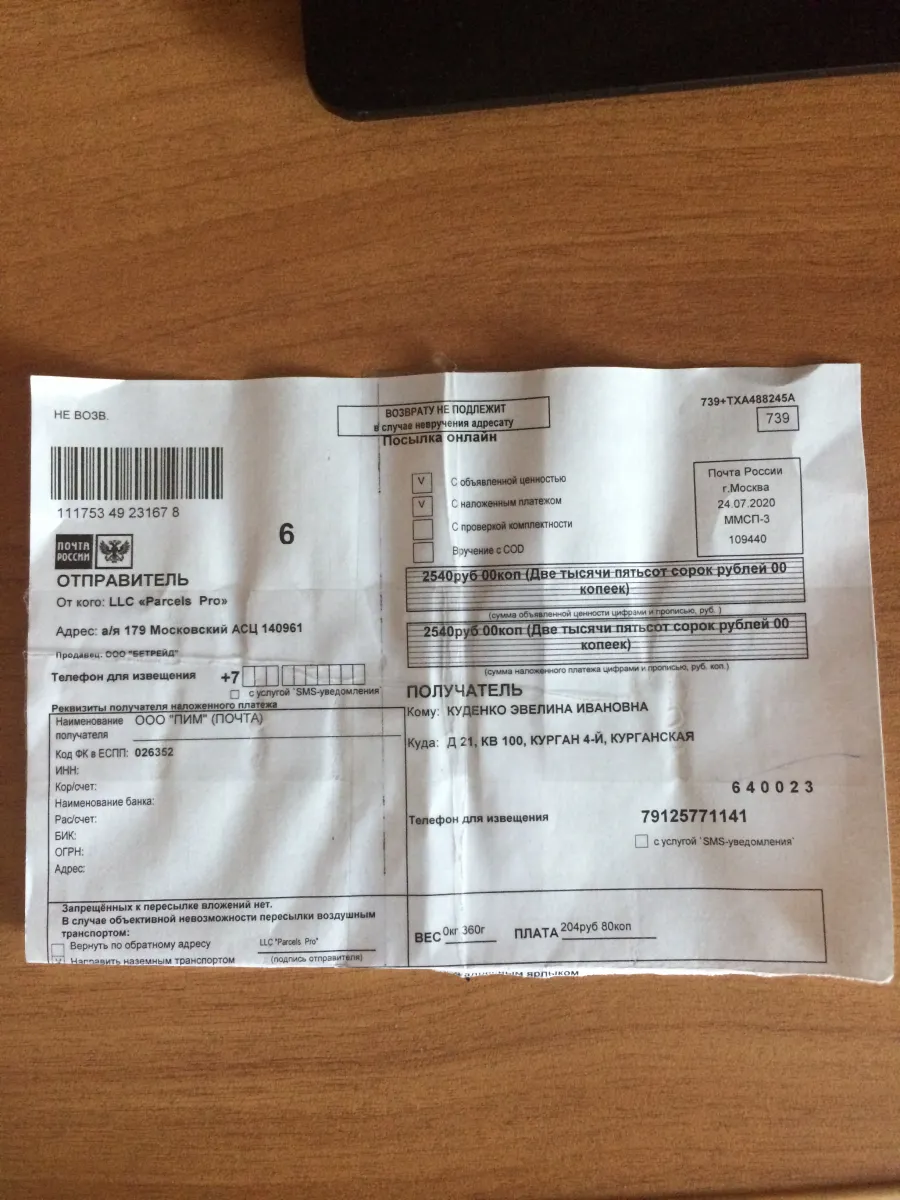 НЕ ВОЗВ.
ВОЗВРАТУ НЕ ПОДЛЕЖИТ
в случае невручения адресату
739+ТХА488245А
739
111753 49 23167 8
6
Посылка онлайн
V С объявленной ценностью
V С наложенным платежом
С проверкой комплектности
Вручение с COD
Почта России
г.Москва
24.07.2020
ММСП-3
109440
ПОЧТА
РОССИИ
ОТПРАВИТЕЛЬ
От кого: LLC «Parcels Pro»
Адрес: а/я 179 Московский АСЦ 140961
Продавец: ООО "БЕТРЕЙД"
Телефон для извещения +7
с услугой `SMS-уведомления`
Реквизиты получателя наложенного платежа
Наименование ООО "ПИМ" (ПОЧТА)
получателя
Код ФК в ЕСПП: 026352
ИНН:
Кор/счет:
Наименование банка:
Рас/счет:
БИК:
ОГРН:
Адрес:
Запрещённых к пересылке вложений нет.
В случае объективной невозможности пересылки воздушным
транспортом:
Вернуть по обратному адресу
LLC "Parcels Pro"
V Направить наземным транспортом
(подпись отправителя)
2540руб 00коп (Две тысячи пятьсот сорок рублей 00
копеек)
(сумма объявленной ценности цифрами и прописью, руб. )
2540руб 00коп (Две тысячи пятьсот сорок рублей 00
копеек)
(сумма наложенного платежа цифрами и прописью, руб. коп.)
ПОЛУЧАТЕЛЬ
Кому: КУДЕНКО ЭВЕЛИНА ИВАНОВНА
Куда: Д 21, КВ 100, КУРГАН 4-Й, КУРГАНСКАЯ
640023
Телефон для извещения 79125771141
с услугой `SMS-уведомления`
ВЕС 0кг 360г ПЛАТА 204руб 80коп
ярлыком